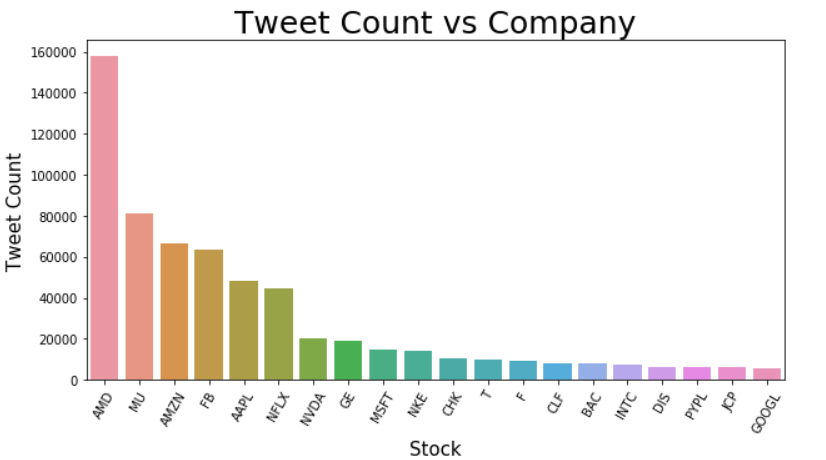 Tweet Count vs Company
Tweet Count
160000
140000
120000
100000
80000
60000
40000
20000
0
AMD MU AMZN FB AAPL NFLX NVDA GE MSFT NKE CHK T F CLF BAC INTC DIS PYPL JCP GOOGL
Stock